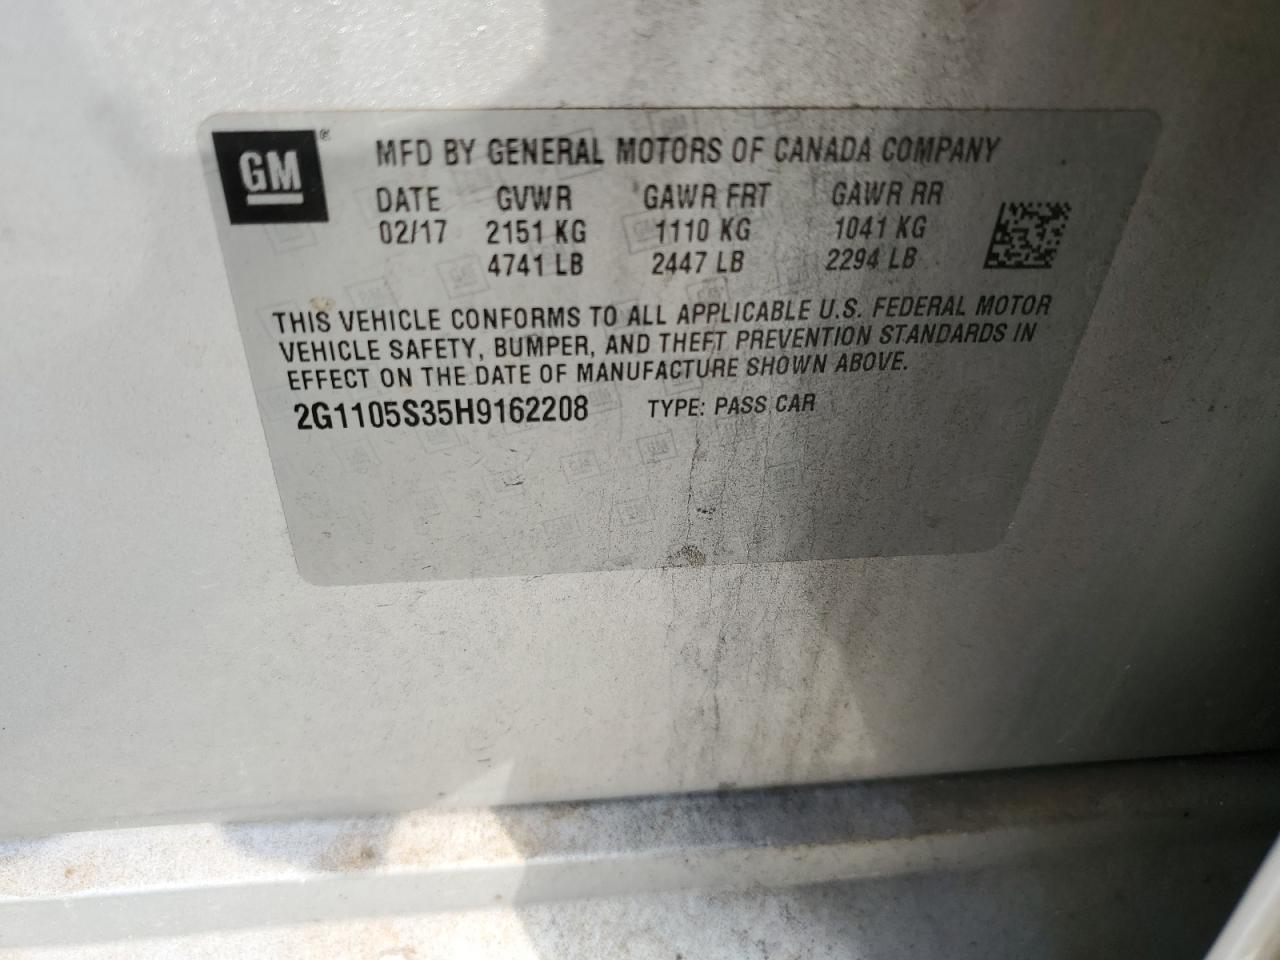 GM®
MFD BY GENERAL MOTORS OF CANADA COMPANY
DATE GVWR GAWR FRT GAWR RR
02/17 2151 KG 1110 KG 1041 KG
4741 LB 2447 LB 2294 LB
THIS VEHICLE CONFORMS TO ALL APPLICABLE U.S. FEDERAL MOTOR
VEHICLE SAFETY, BUMPER, AND THEFT PREVENTION STANDARDS IN
EFFECT ON THE DATE OF MANUFACTURE SHOWN ABOVE.
2G1105S35H9162208 TYPE: PASS CAR